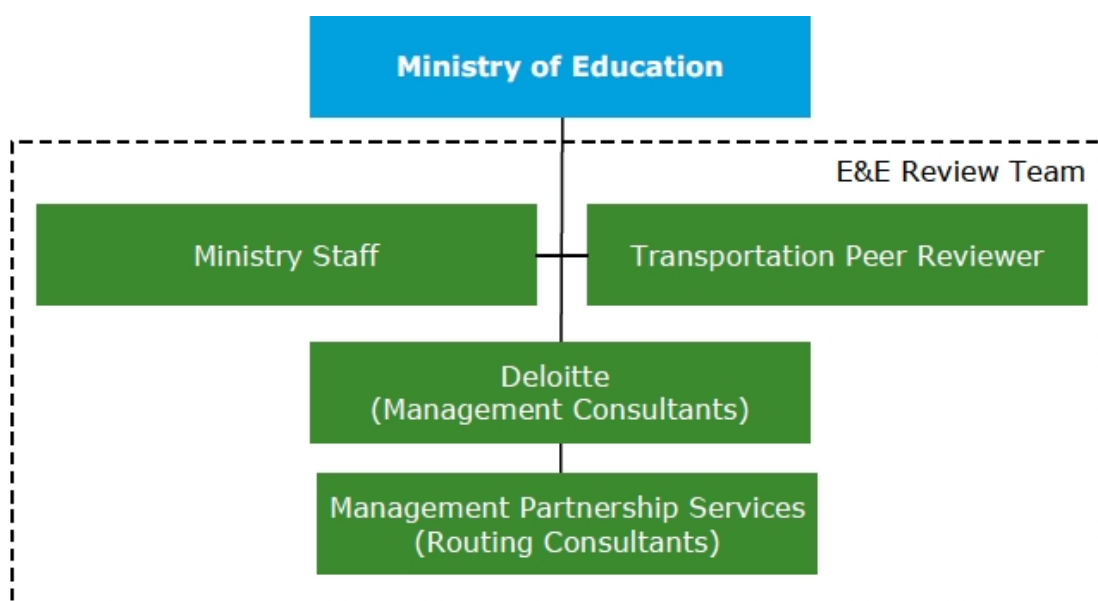 Ministry of Education
E&E Review Team
Ministry Staff
Transportation Peer Reviewer
Deloitte
(Management Consultants)
Management Partnership Services
(Routing Consultants)